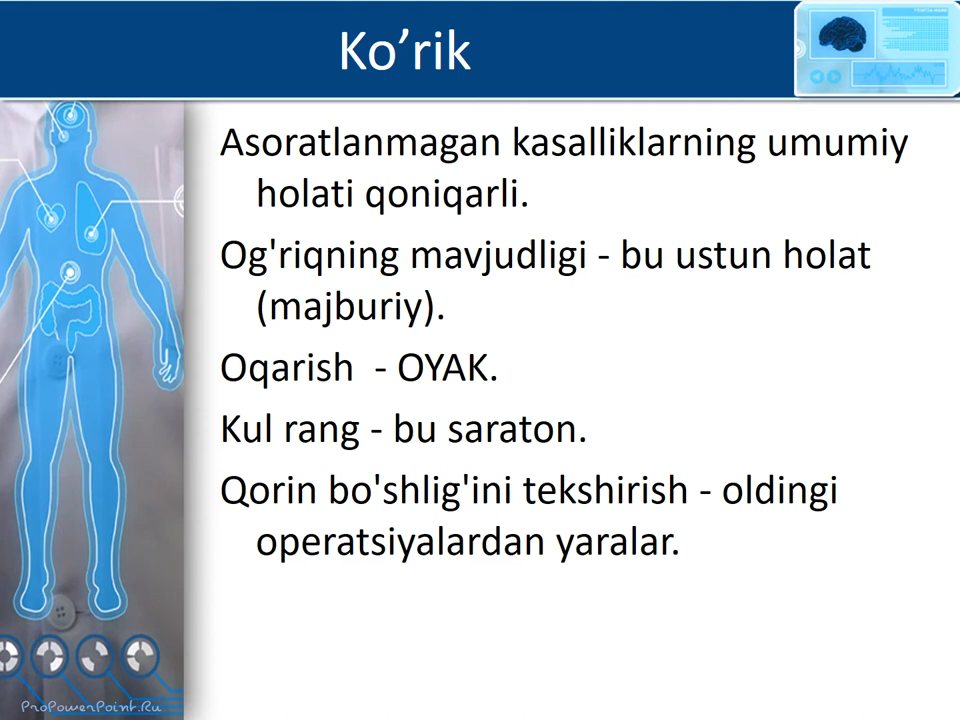 Ko’rik
Asoratlanmagan kasalliklarning umumiy
holati qoniqarli.
Og'riqning mavjudligi - bu ustun holat
(majburiy).
Oqarish  - OYAK.
Kul rang - bu saraton.
Qorin bo'shlig'ini tekshirish - oldingi
operatsiyalardan yaralar.
ProPowerPoint.Ru